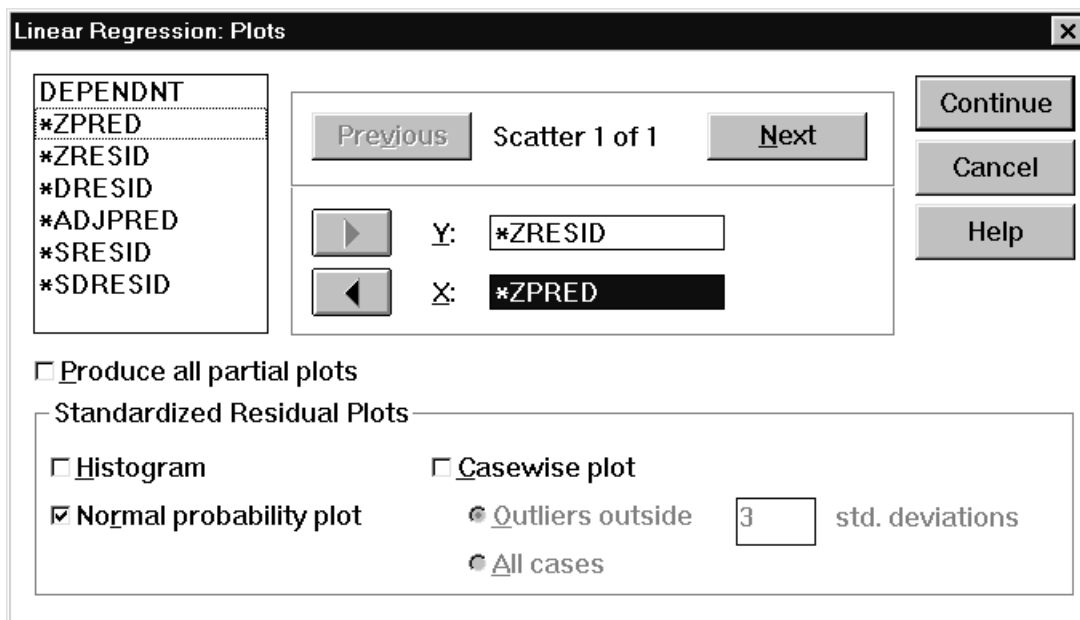 Linear Regression: Plots
DEPENDNT
*ZPRED
*ZRESID
*DRESID
*ADJPRED
*SRESID
*SDRESID
Previous
Scatter 1 of 1
Next
Y:
*ZRESID
X:
*ZPRED
Continue
Cancel
Help
Produce all partial plots
Standardized Residual Plots
Histogram
Normal probability plot
Casewise plot
Outliers outside
3
std. deviations
All cases